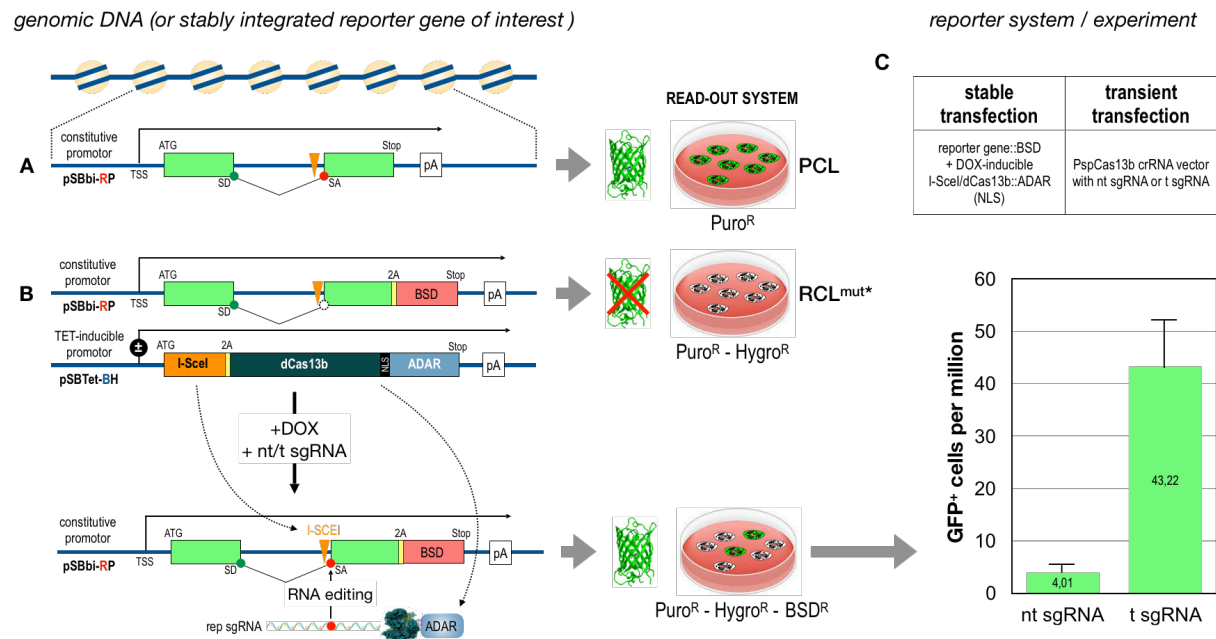 genomic DNA (or stably integrated reporter gene of interest )
reporter system / experiment
A
constitutive
promotor
pSBbi-RP
TSS
ATG
SD
SA
Stop
pA
READ-OUT SYSTEM
PCL
Puroᴿ
B
constitutive
promotor
pSBbi-RP
TSS
ATG
SD
2A
BSD
Stop
pA
RCLmut*
Puroᴿ - Hygroᴿ
TET-inducible
promotor
±
pSBTet-BH
ATG
I-SceI
2A
dCas13b
NLS
ADAR
Stop
pA
+DOX
+ nt/t sgRNA
constitutive
promotor
pSBbi-RP
TSS
ATG
SD
I-SCEI
SA
2A
BSD
Stop
pA
RNA editing
rep sgRNA
ADAR
Puroᴿ - Hygroᴿ - BSDᴿ
C
stable
transfection
transient
transfection
reporter gene::BSD
+ DOX-inducible
I-SceI/dCas13b::ADAR
(NLS)
PspCas13b crRNA vector
with nt sgRNA or t sgRNA
GFP⁺ cells per million
60
50
40
30
20
10
0
4,01
43,22
nt sgRNA
t sgRNA